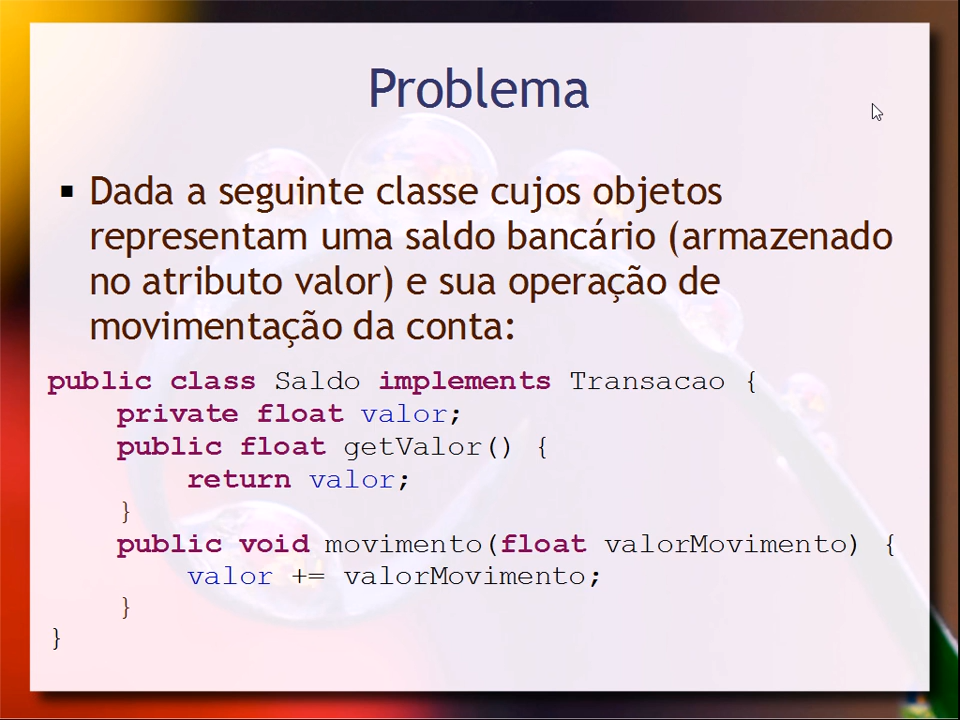 Problema
▪ Dada a seguinte classe cujos objetos
representam uma saldo bancário (armazenado
no atributo valor) e sua operação de
movimentação da conta:
public class Saldo implements Transacao {
    private float valor;
    public float getValor() {
        return valor;
    }
    public void movimento(float valorMovimento) {
        valor += valorMovimento;
    }
}